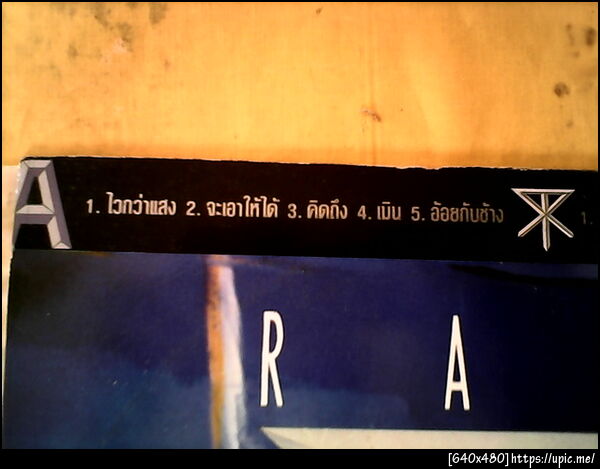 A 1. ไวกว่าแสง 2. จะเอาให้ได้ 3. คิดถึง 4. เมิน 5. อ้อยกับช้าง 1.
R A
[640x480]https://upic.me/